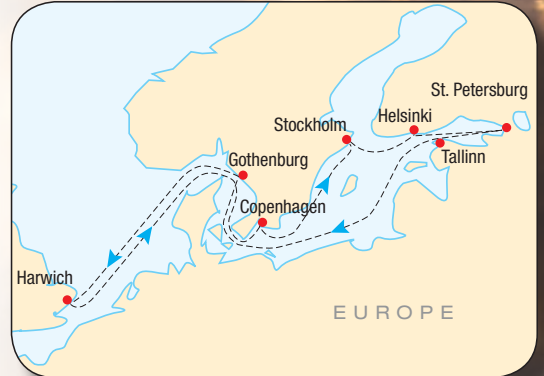 St. Petersburg
Helsinki
Stockholm
Tallinn
Gothenburg
Copenhagen
Harwich
EUROPE